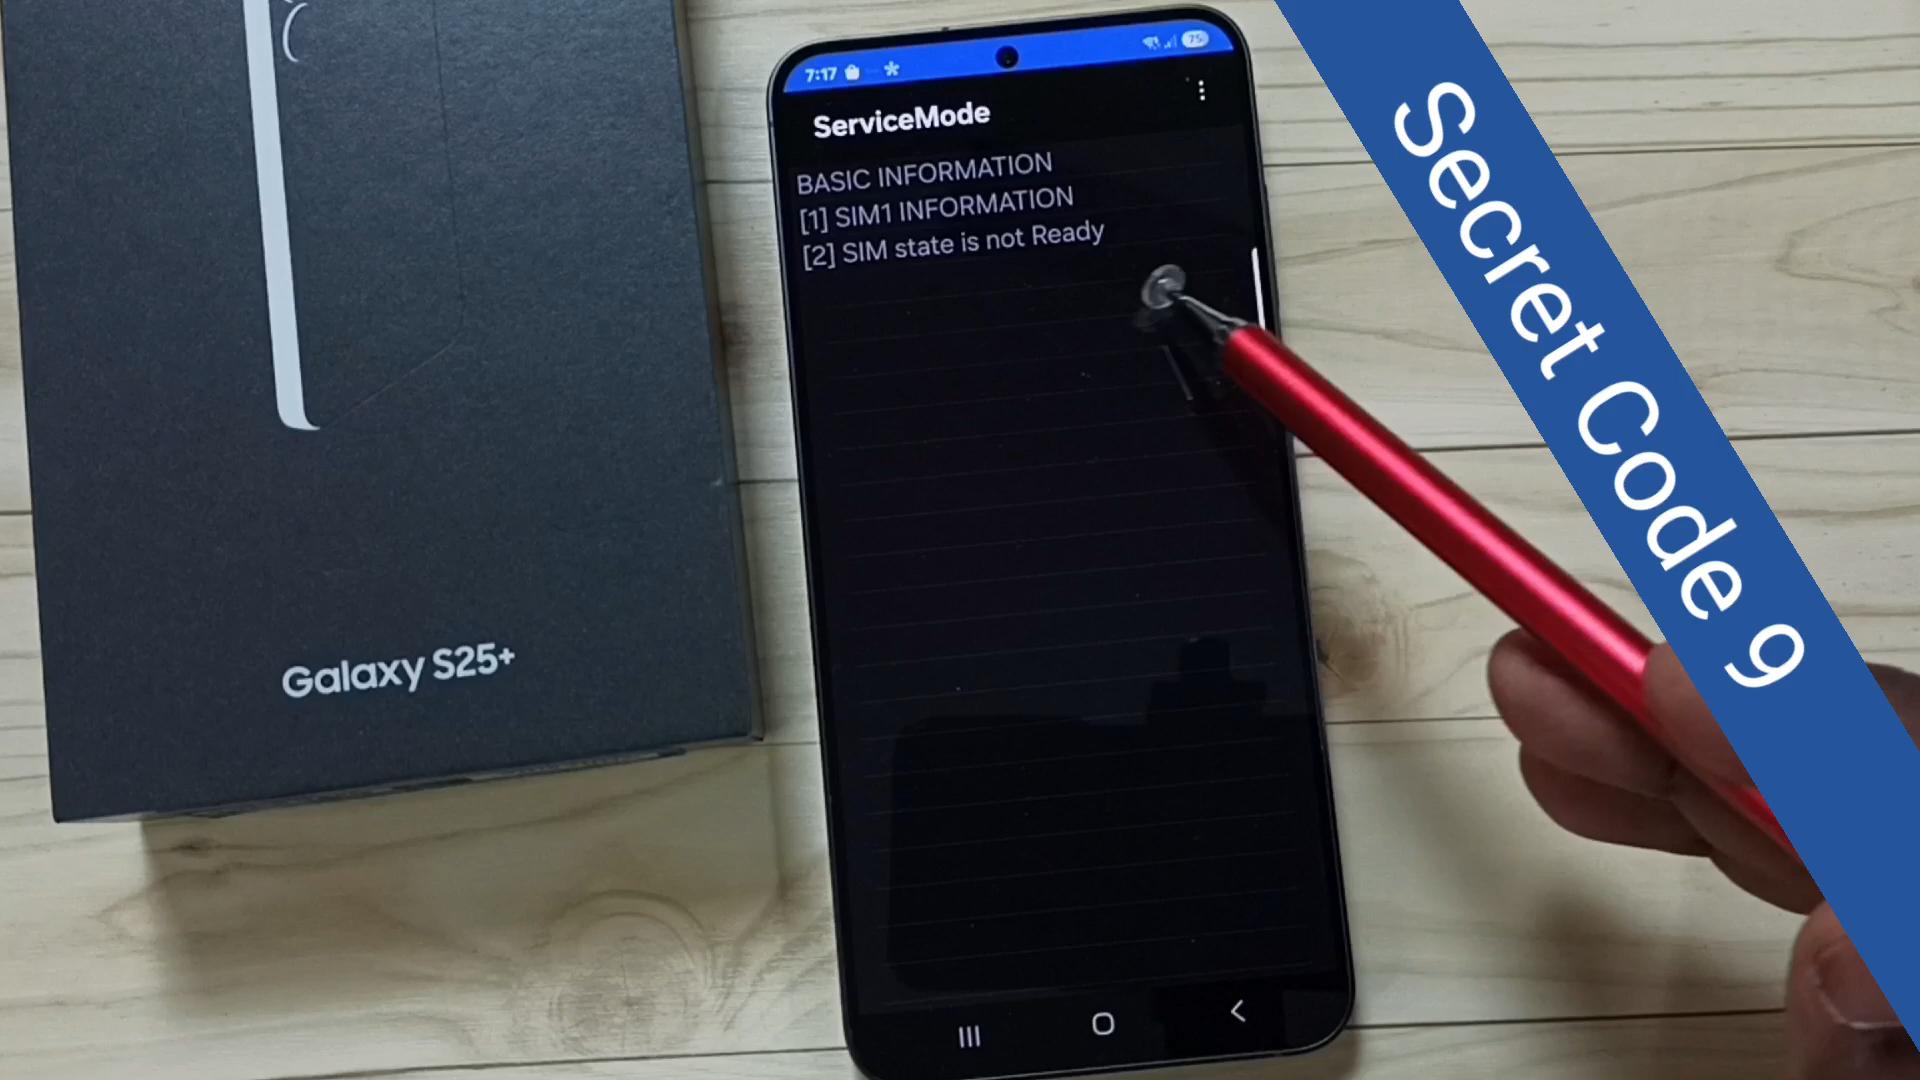 7:17
75
ServiceMode
BASIC INFORMATION
[1] SIM1 INFORMATION
[2] SIM state is not Ready
Galaxy S25+
Secret Code 9